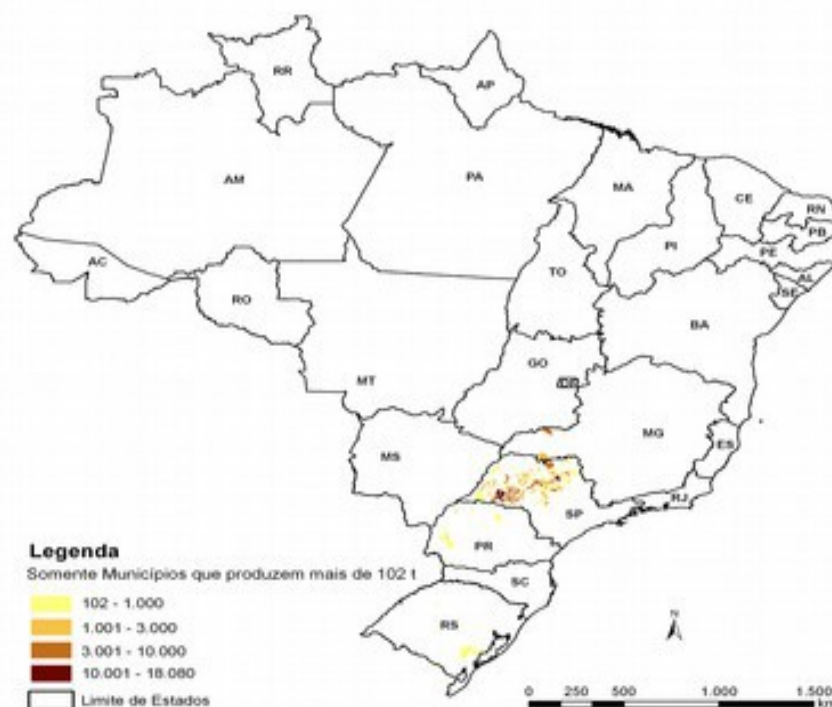 RR
AP
AM
PA
MA
CE
RN
PB
PE
PI
AL
SE
AC
TO
RO
BA
GO
DF
MT
MG
ES
MS
RJ
SP
PR
SC
RS
N
Legenda
Somente Municípios que produzem mais de 102 t
102 - 1.000
1.001 - 3.000
3.001 - 10.000
10.001 - 18.080
Limite de Estados
0 250 500 1.000 1.500
km